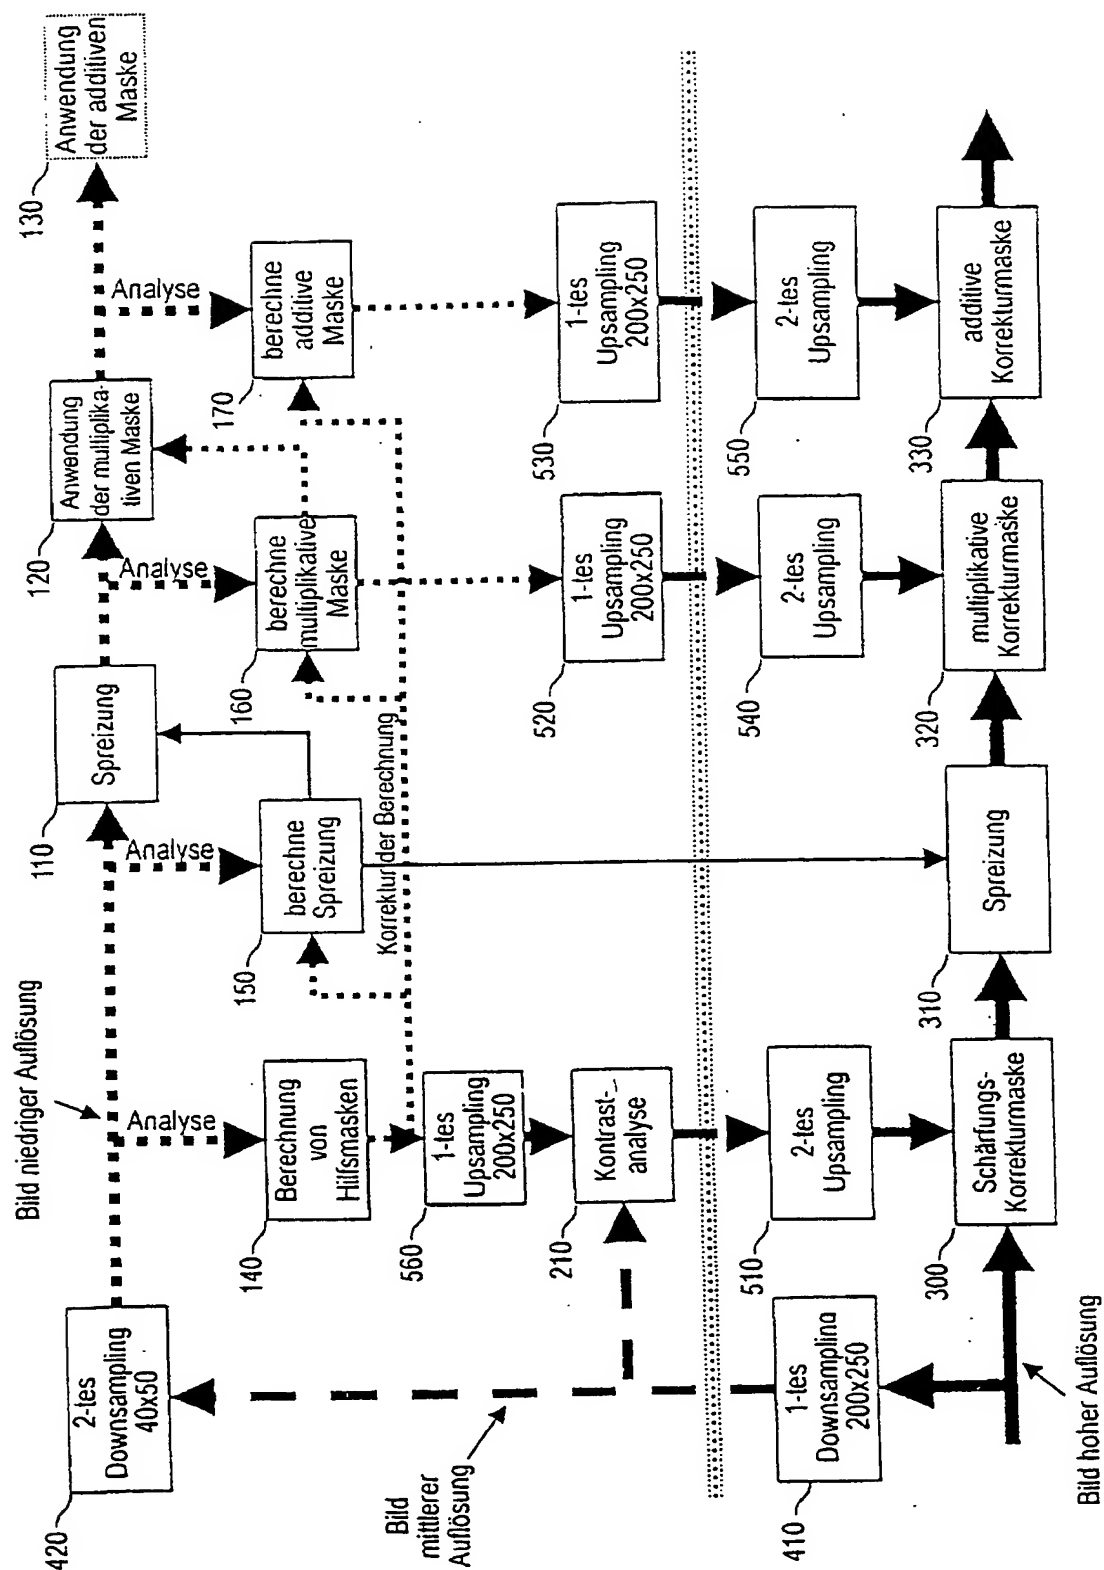 420
2-tes
Downsampling
40x50
Bild niedriger Auflösung
110
Spreizung
120
Anwendung
der multiplika-
tiven Maske
130
Anwendung
der additiven
Maske
Analyse
Analyse
Analyse
Analyse
140
Berechnung
von
Hilfsmasken
150
berechne
Spreizung
160
berechne
multiplikative
Maske
170
berechne
additive
Maske
Korrektur der Berechnung
Bild
mittlerer
Auflösung
560
1-tes
Upsampling
200x250
210
Kontrast-
analyse
520
1-tes
Upsampling
200x250
530
1-tes
Upsampling
200x250
410
1-tes
Downsampling
200x250
510
2-tes
Upsampling
540
2-tes
Upsampling
550
2-tes
Upsampling
300
Schärfungs-
Korrekturmaske
310
Spreizung
320
multiplikative
Korrekturmaske
330
additive
Korrekturmaske
Bild hoher Auflösung